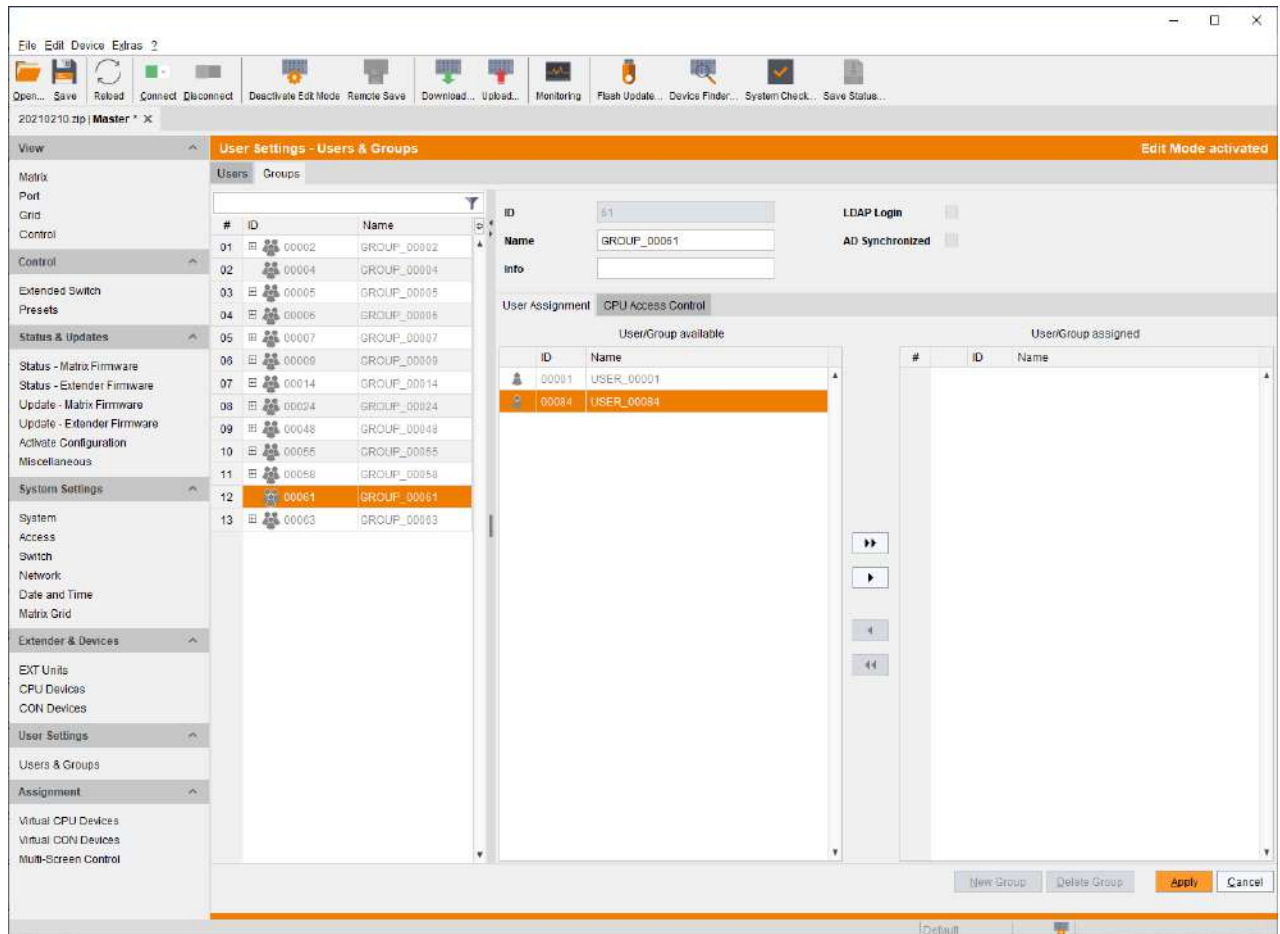 File Edit Device Extras ?
Open... Save Reload Connect Disconnect Deactivate Edit Mode Remote Save Download... Upload... Monitoring Flash Update... Device Finder... System Check... Save Status...
20210210.zip | Master * X
View
Matrix
Port
Grid
Control
Control
Extended Switch
Presets
Status & Updates
Status - Matrix Firmware
Status - Extender Firmware
Update - Matrix Firmware
Update - Extender Firmware
Activate Configuration
Miscellaneous
System Settings
System
Access
Switch
Network
Date and Time
Matrix Grid
Extender & Devices
EXT Units
CPU Devices
CON Devices
User Settings
Users & Groups
Assignment
Virtual CPU Devices
Virtual CON Devices
Multi-Screen Control
User Settings - Users & Groups Edit Mode activated
Users Groups
# ID Name
01 00002 GROUP_00002
02 00004 GROUP_00004
03 00005 GROUP_00005
04 00006 GROUP_00006
05 00007 GROUP_00007
06 00009 GROUP_00009
07 00014 GROUP_00014
08 00024 GROUP_00024
09 00048 GROUP_00048
10 00055 GROUP_00055
11 00058 GROUP_00058
12 00061 GROUP_00061
13 00063 GROUP_00063
ID 61 LDAP Login
Name GROUP_00061 AD Synchronized
Info
User Assignment CPU Access Control
User/Group available
ID Name
00001 USER_00001
00084 USER_00084
User/Group assigned
# ID Name
New Group Delete Group Apply Cancel
Default